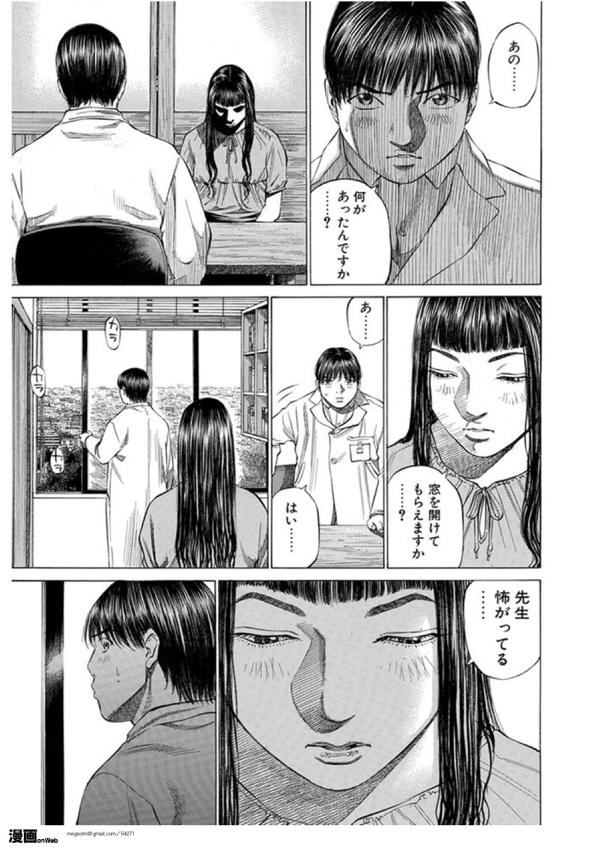 あの
……
何が
あったんですか
……？
窓を開けて
もらえますか
……？
あ
……
はい……
カラ
カラ
カラ
先生
怖がってる
……
漫画onWeb
megaorin@gmail.com/54271